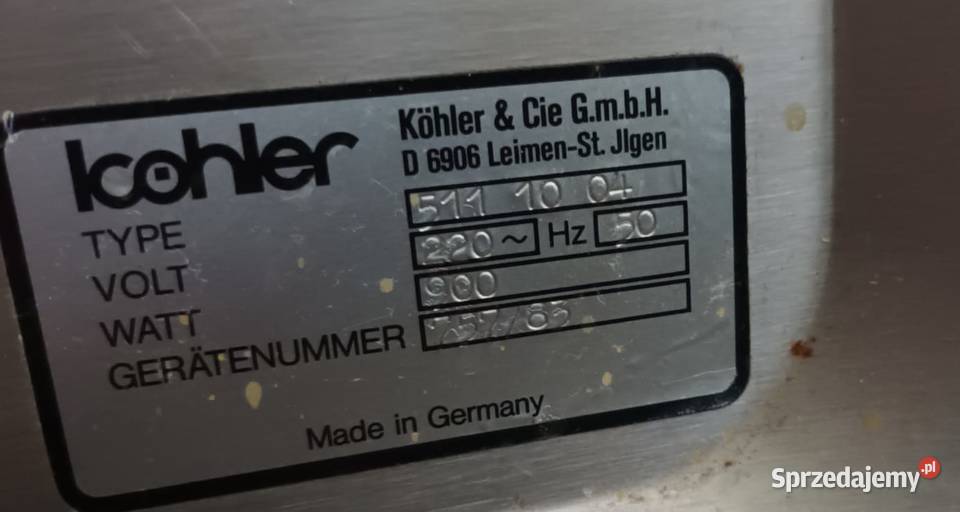 köhler
Köhler & Cie G.m.b.H.
D 6906 Leimen-St. Jlgen
TYPE 511 10 04
VOLT 220 ~ Hz 50
WATT 900
GERÄTENUMMER
Made in Germany
Sprzedajemy.pl